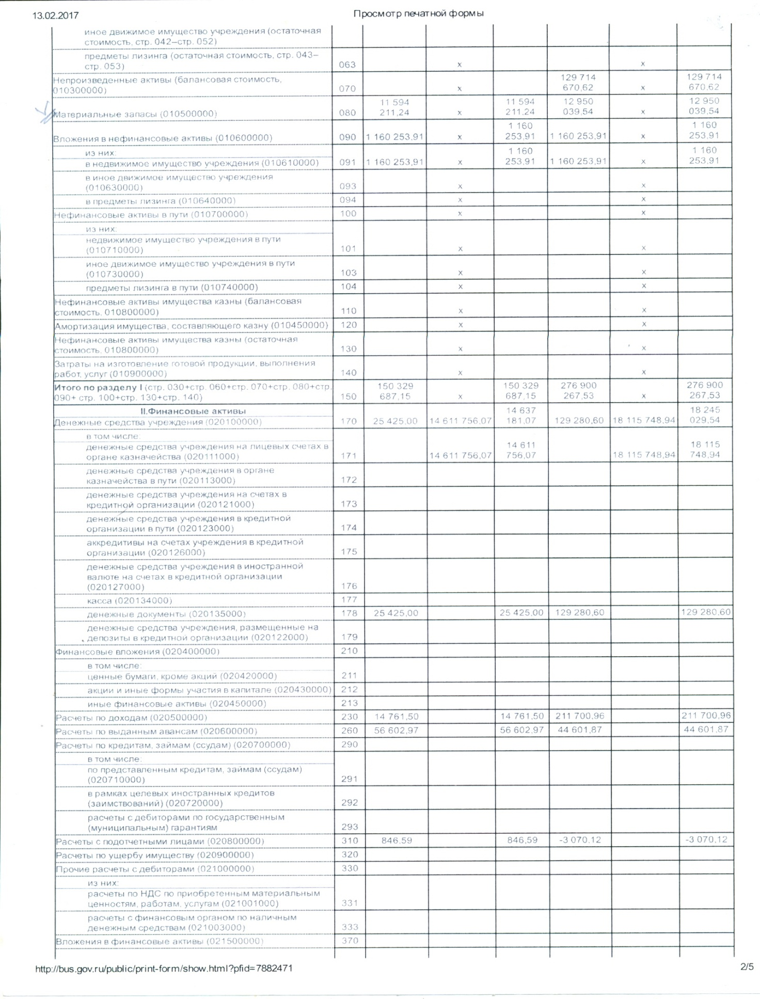 13.02.2017
Просмотр печатной формы
иное движимое имущество учреждения (остаточная
стоимость, стр. 042–стр. 052)
предметы лизинга (остаточная стоимость, стр. 043–
стр. 053) 063 x x
Непроизведенные активы (балансовая стоимость, 129 714 129 714
010300000) 070 x 670,62 x 670,62
11 594 11 594 12 950 12 950
Материальные запасы (010500000) 080 211,24 x 211,24 039,54 x 039,54
1 160 1 160
Вложения в нефинансовые активы (010600000) 090 1 160 253,91 x 253,91 1 160 253,91 x 253,91
из них: 1 160 1 160
в недвижимое имущество учреждения (010610000) 091 1 160 253,91 x 253,91 1 160 253,91 x 253,91
в иное движимое имущество учреждения
(010630000) 093 x x
в предметы лизинга (010640000) 094 x x
Нефинансовые активы в пути (010700000) 100 x x
из них:
недвижимое имущество учреждения в пути
(010710000) 101 x x
иное движимое имущество учреждения в пути
(010730000) 103 x x
предметы лизинга в пути (010740000) 104 x x
Нефинансовые активы имущества казны (балансовая
стоимость, 010800000) 110 x x
Амортизация имущества, составляющего казну (010450000) 120 x x
Нефинансовые активы имущества казны (остаточная
стоимость, 010800000) 130 x x
Затраты на изготовление готовой продукции, выполнения
работ, услуг (010900000) 140 x x
Итого по разделу I (стр. 030+стр. 060+стр. 070+стр. 080+стр. 150 329 150 329 276 900 276 900
090+ стр. 100+стр. 130+стр. 140) 150 687,15 x 687,15 267,53 x 267,53
II.Финансовые активы 14 637 18 245
Денежные средства учреждения (020100000) 170 25 425,00 14 611 756,07 181,07 129 280,60 18 115 748,94 029,54
в том числе:
денежные средства учреждения на лицевых счетах в 14 611 18 115
органе казначейства (020111000) 171 14 611 756,07 756,07 18 115 748,94 748,94
денежные средства учреждения в органе
казначейства в пути (020113000) 172
денежные средства учреждения на счетах в
кредитной организации (020121000) 173
денежные средства учреждения в кредитной
организации в пути (020123000) 174
аккредитивы на счетах учреждения в кредитной
организации (020126000) 175
денежные средства учреждения в иностранной
валюте на счетах в кредитной организации
(020127000) 176
касса (020134000) 177
денежные документы (020135000) 178 25 425,00 25 425,00 129 280,60 129 280,60
денежные средства учреждения, размещенные на
депозиты в кредитной организации (020122000) 179
Финансовые вложения (020400000) 210
в том числе:
ценные бумаги, кроме акций (020420000) 211
акции и иные формы участия в капитале (020430000) 212
иные финансовые активы (020450000) 213
Расчеты по доходам (020500000) 230 14 761,50 14 761,50 211 700,96 211 700,96
Расчеты по выданным авансам (020600000) 260 56 602,97 56 602,97 44 601,87 44 601,87
Расчеты по кредитам, займам (ссудам) (020700000) 290
в том числе:
по представленным кредитам, займам (ссудам)
(020710000) 291
в рамках целевых иностранных кредитов
(заимствований) (020720000) 292
расчеты с дебиторами по государственным
(муниципальным) гарантиям 293
Расчеты с подотчетными лицами (020800000) 310 846,59 846,59 -3 070,12 -3 070,12
Расчеты по ущербу имуществу (020900000) 320
Прочие расчеты с дебиторами (021000000) 330
из них:
расчеты по НДС по приобретенным материальным
ценностям, работам, услугам (021001000) 331
расчеты с финансовым органом по наличным
денежным средствам (021003000) 333
Вложения в финансовые активы (021500000) 370
http://bus.gov.ru/public/print-form/show.html?pfid=7882471
2/5